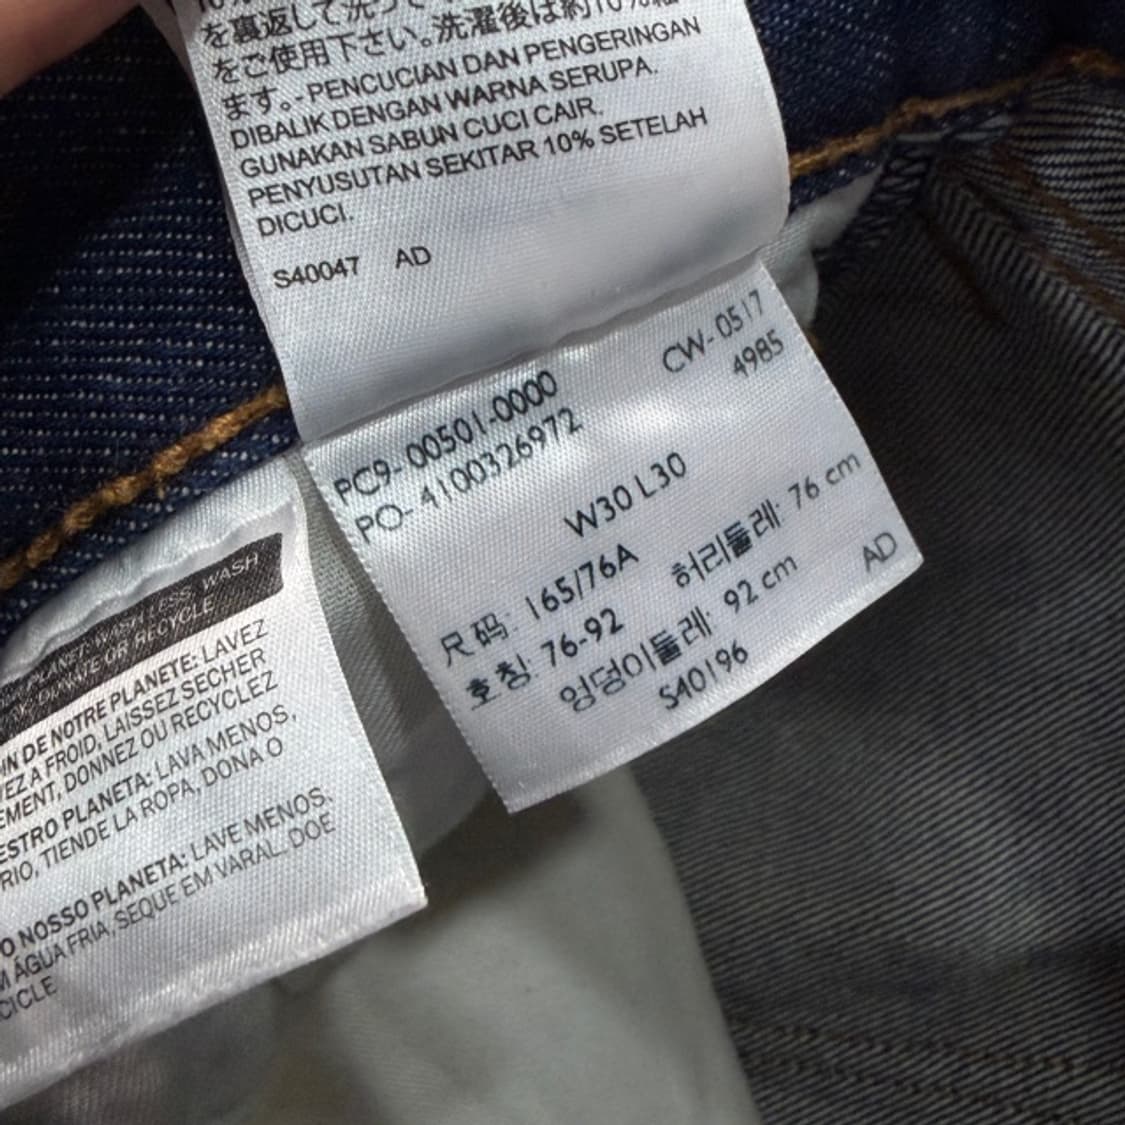 を裏返して洗って
をご使用下さい。洗濯後は約10%縮
ます。- PENCUCIAN DAN PENGERINGAN
DIBALIK DENGAN WARNA SERUPA.
GUNAKAN SABUN CUCI CAIR.
PENYUSUTAN SEKITAR 10% SETELAH
DICUCI.
S40047 AD
CW- 0517
4985
PC9- 00501-0000
PO- 4100326972
W30 L30
尺码: 165/76A 허리둘레: 76 cm
호칭: 76-92 엉덩이둘레: 92 cm AD
S40196
WASH LESS, WASH
DONATE OR RECYCLE
DE NOTRE PLANETE: LAVEZ
A FROID, LAISSEZ SECHER
DONNEZ OU RECYCLEZ
PLANETA: LAVA MENOS,
TIENDE LA ROPA, DONA O
O NOSSO PLANETA: LAVE MENOS.
ÁGUA FRIA, SEQUE EM VARAL, DOE